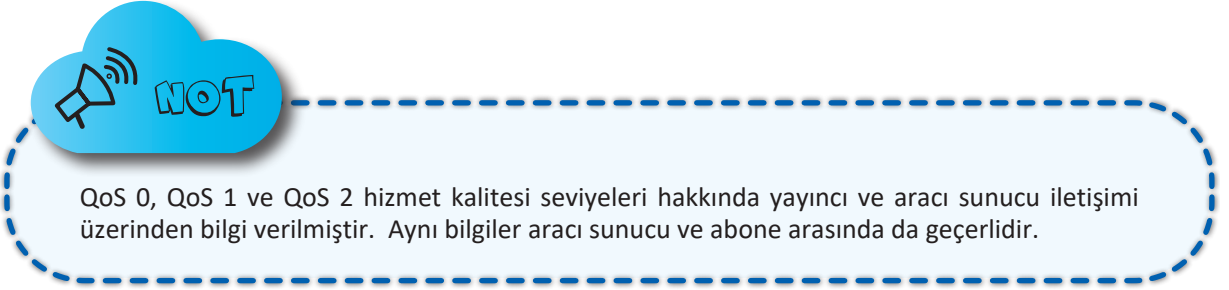 NOT
QoS 0, QoS 1 ve QoS 2 hizmet kalitesi seviyeleri hakkında yayıncı ve aracı sunucu iletişimi
üzerinden bilgi verilmiştir. Aynı bilgiler aracı sunucu ve abone arasında da geçerlidir.